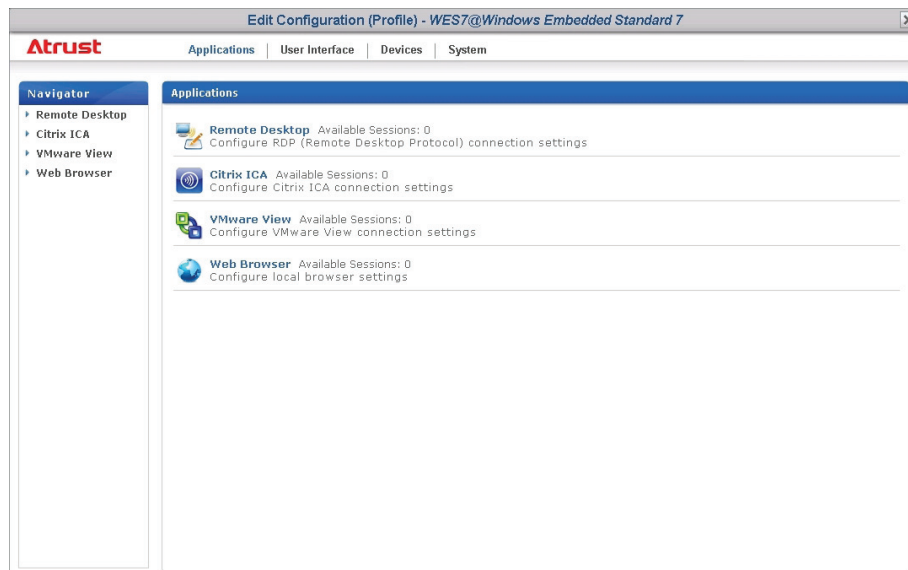 Edit Configuration (Profile) - WES7@Windows Embedded Standard 7
Atrust
Applications | User Interface | Devices | System
Navigator
Remote Desktop
Citrix ICA
VMware View
Web Browser
Applications
Remote Desktop Available Sessions: 0
Configure RDP (Remote Desktop Protocol) connection settings
Citrix ICA Available Sessions: 0
Configure Citrix ICA connection settings
VMware View Available Sessions: 0
Configure VMware View connection settings
Web Browser Available Sessions: 0
Configure local browser settings